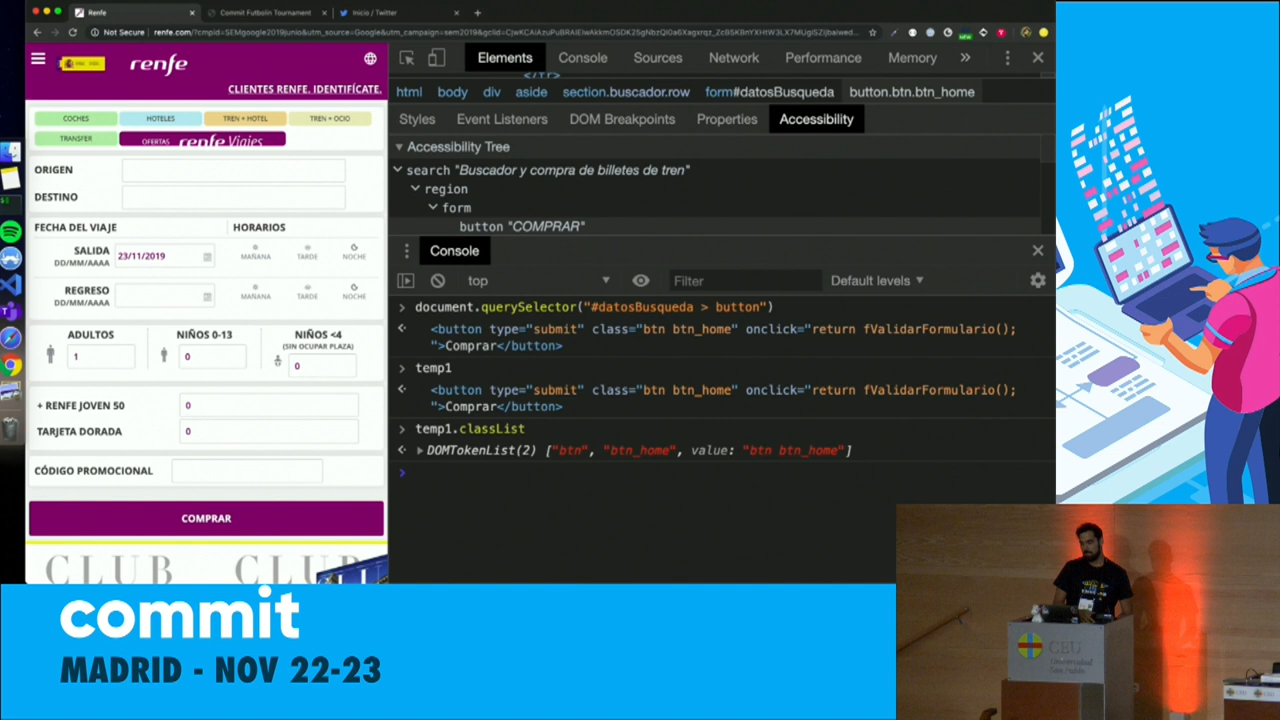 Renfe
Commit Futbolín Tournament
Inicio / Twitter
Not Secure
renfe
CLIENTES RENFE. IDENTIFÍCATE.
COCHES
HOTELES
TREN + HOTEL
TREN + OCIO
TRANSFER
OFERTAS renfe Viajes
ORIGEN
DESTINO
FECHA DEL VIAJE
HORARIOS
SALIDA
DD/MM/AAAA
23/11/2019
MAÑANA
TARDE
NOCHE
REGRESO
DD/MM/AAAA
MAÑANA
TARDE
NOCHE
ADULTOS
1
NIÑOS 0-13
0
NIÑOS <4
(SIN OCUPAR PLAZA)
0
+ RENFE JOVEN 50
0
TARJETA DORADA
0
CÓDIGO PROMOCIONAL
COMPRAR
CLUB
Elements
Console
Sources
Network
Performance
Memory
»
</fr>
html
body
div
aside
section.buscador.row
form#datosBusqueda
button.btn.btn_home
Styles
Event Listeners
DOM Breakpoints
Properties
Accessibility
Accessibility Tree
search "Buscador y compra de billetes de tren"
region
form
button "COMPRAR"
Console
top
Filter
Default levels
document.querySelector("#datosBusqueda > button")
<button type="submit" class="btn btn_home" onclick="return fValidarFormulario();
">Comprar</button>
temp1
<button type="submit" class="btn btn_home" onclick="return fValidarFormulario();
">Comprar</button>
temp1.classList
DOMTokenList(2) ["btn", "btn_home", value: "btn btn_home"]
commit
MADRID - NOV 22-23
CEU
Universidad
San Pablo